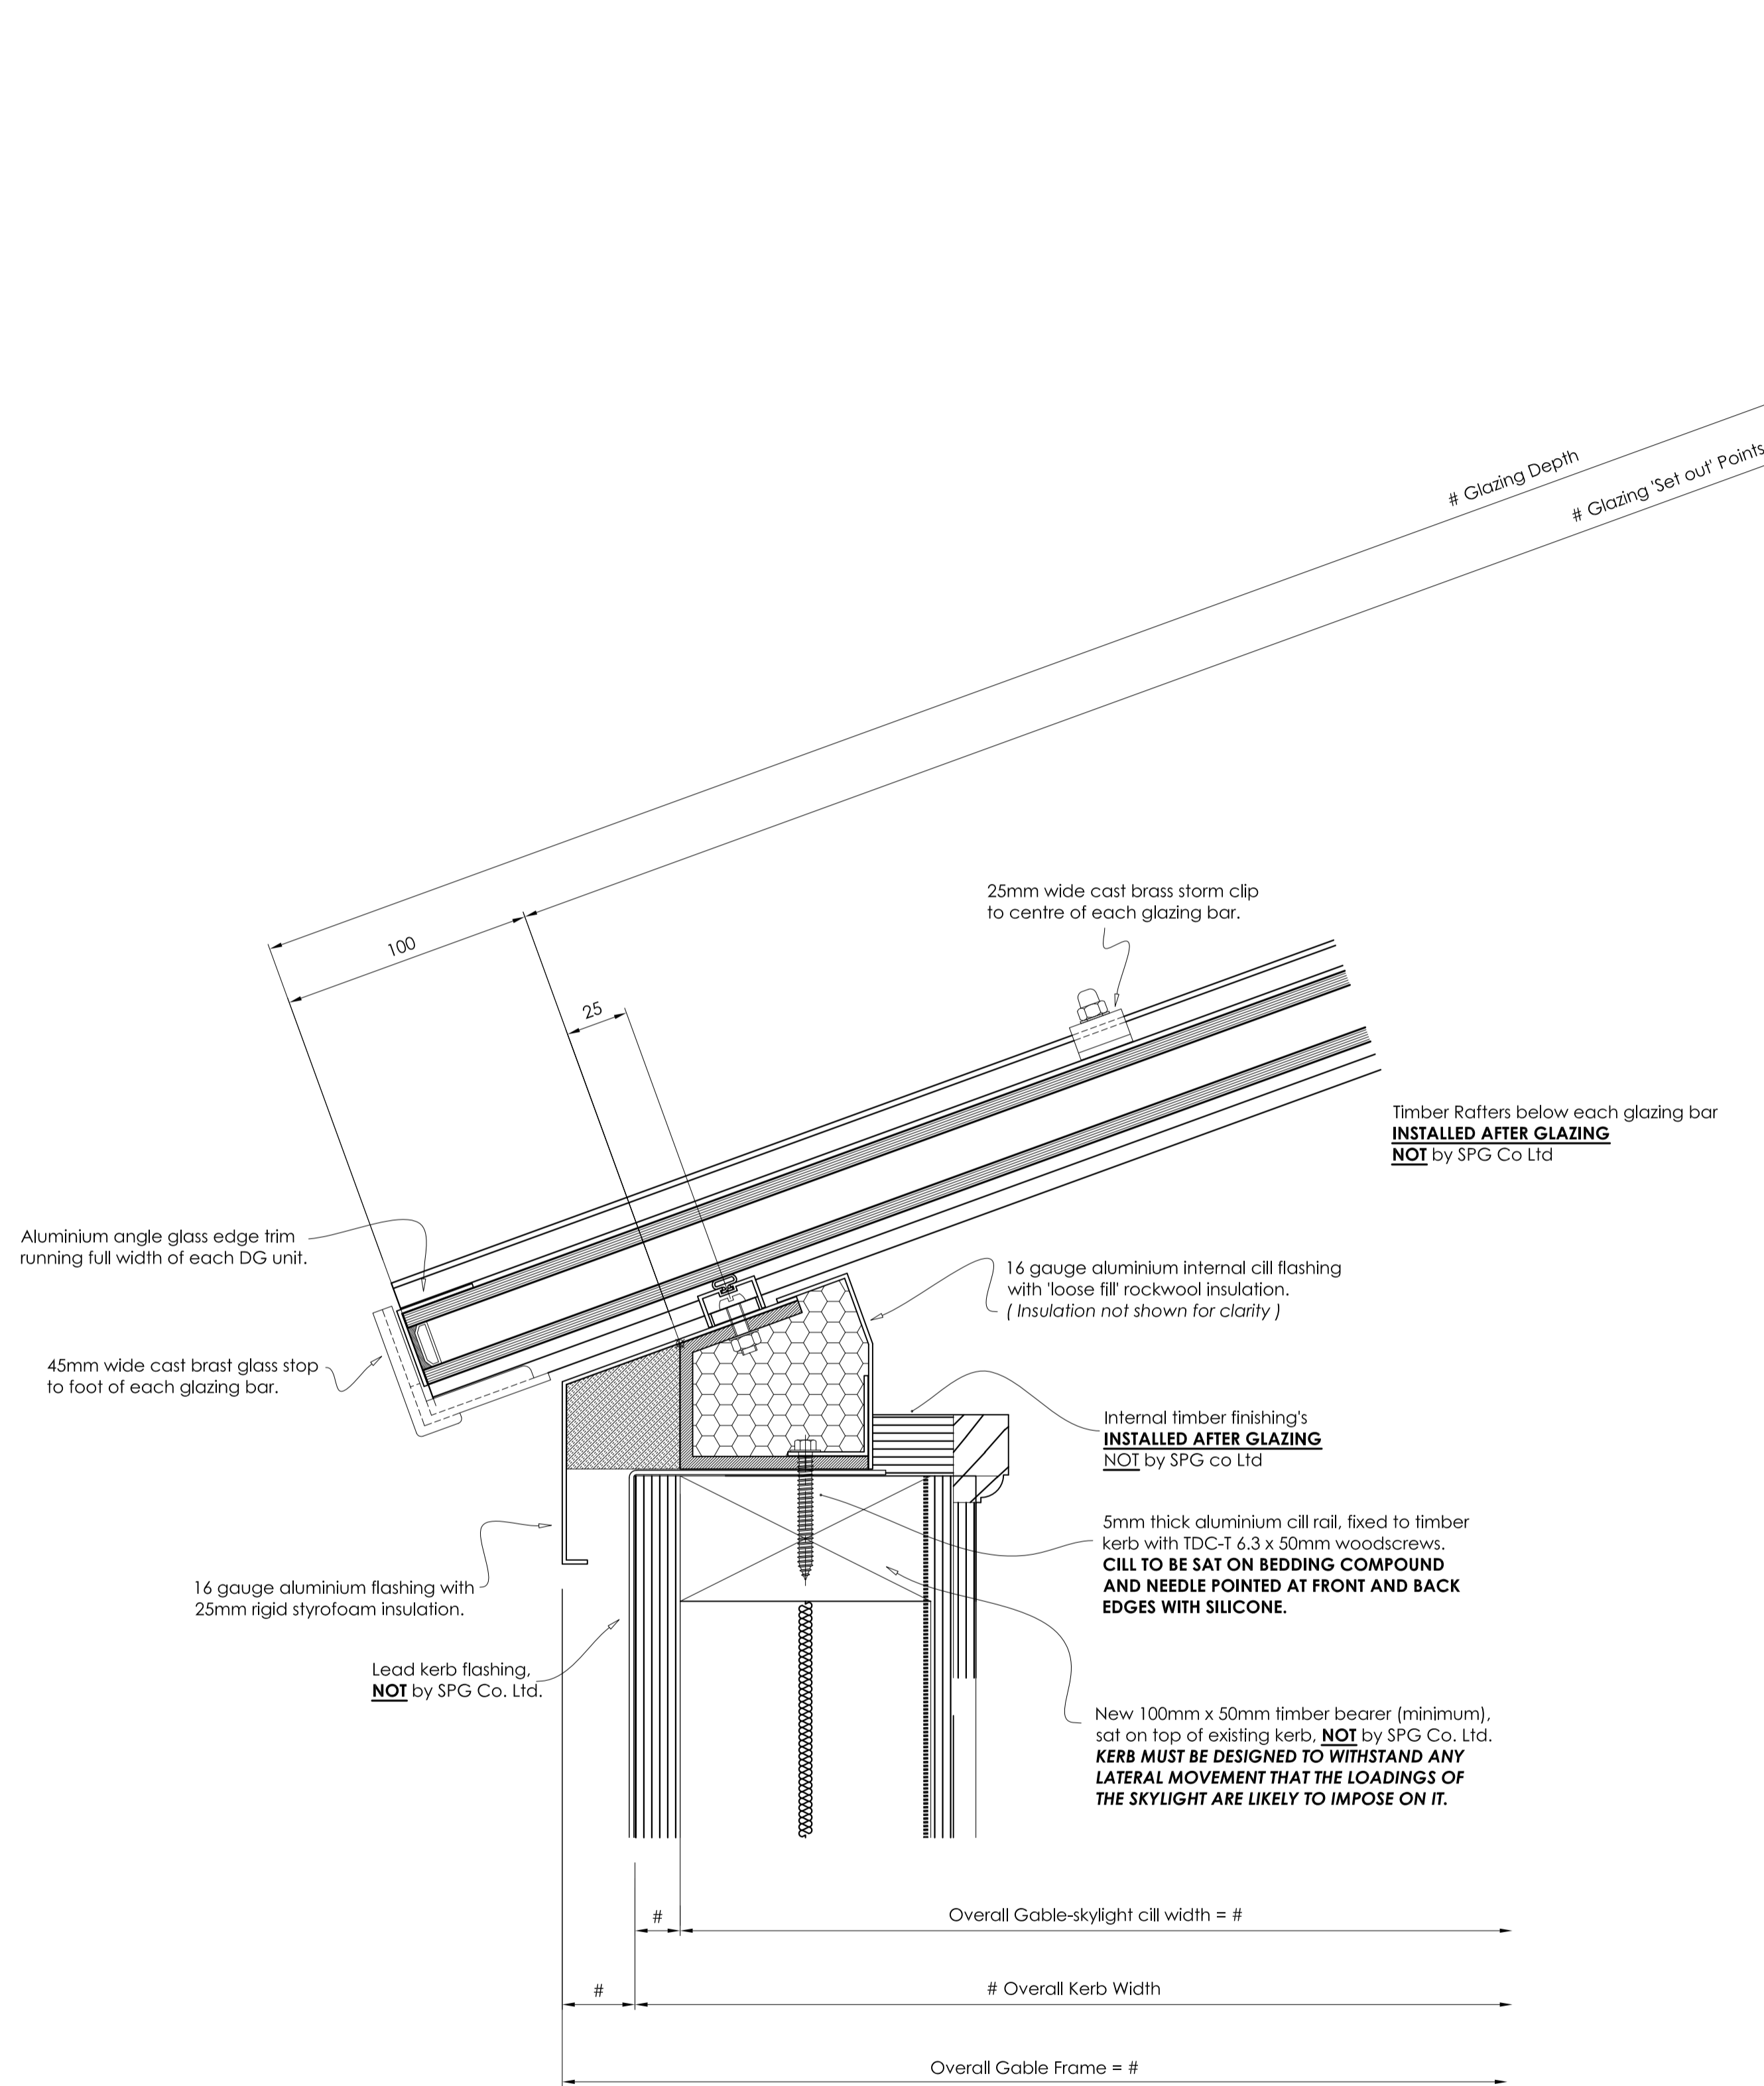 # Glazing Depth
# Glazing 'Set out' Points
100
25
25mm wide cast brass storm clip
to centre of each glazing bar.
Timber Rafters below each glazing bar
INSTALLED AFTER GLAZING
NOT by SPG Co Ltd
Aluminium angle glass edge trim
running full width of each DG unit.
16 gauge aluminium internal cill flashing
with 'loose fill' rockwool insulation.
( Insulation not shown for clarity )
45mm wide cast brast glass stop
to foot of each glazing bar.
Internal timber finishing's
INSTALLED AFTER GLAZING
NOT by SPG co Ltd
5mm thick aluminium cill rail, fixed to timber
kerb with TDC-T 6.3 x 50mm woodscrews.
CILL TO BE SAT ON BEDDING COMPOUND
AND NEEDLE POINTED AT FRONT AND BACK
EDGES WITH SILICONE.
16 gauge aluminium flashing with
25mm rigid styrofoam insulation.
Lead kerb flashing,
NOT by SPG Co. Ltd.
New 100mm x 50mm timber bearer (minimum),
sat on top of existing kerb, NOT by SPG Co. Ltd.
KERB MUST BE DESIGNED TO WITHSTAND ANY
LATERAL MOVEMENT THAT THE LOADINGS OF
THE SKYLIGHT ARE LIKELY TO IMPOSE ON IT.
#
Overall Gable-skylight cill width = #
#
# Overall Kerb Width
Overall Gable Frame = #